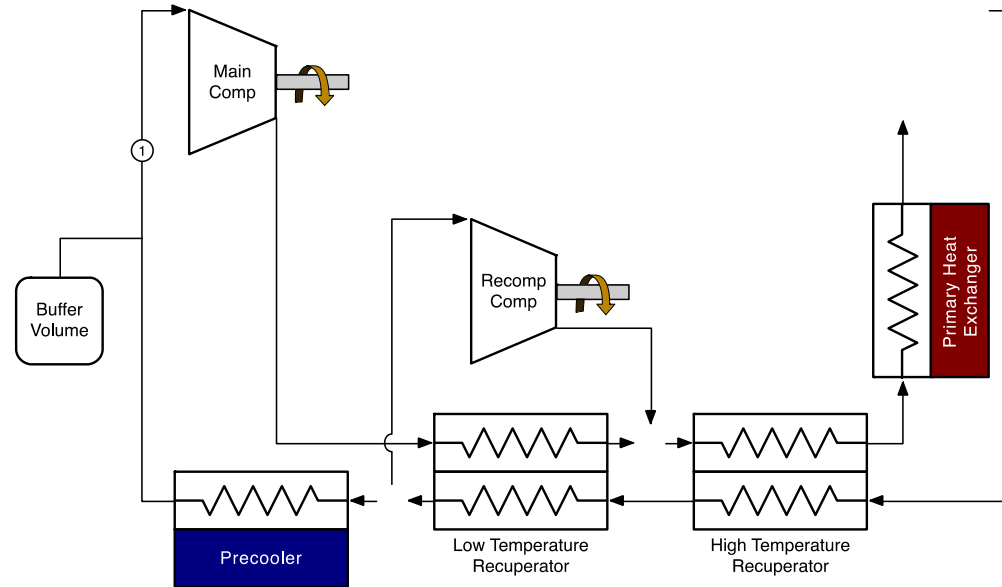 Main
Comp
1
Recomp
Comp
Buffer
Volume
Primary Heat
Exchanger
Precooler
Low Temperature
Recuperator
High Temperature
Recuperator